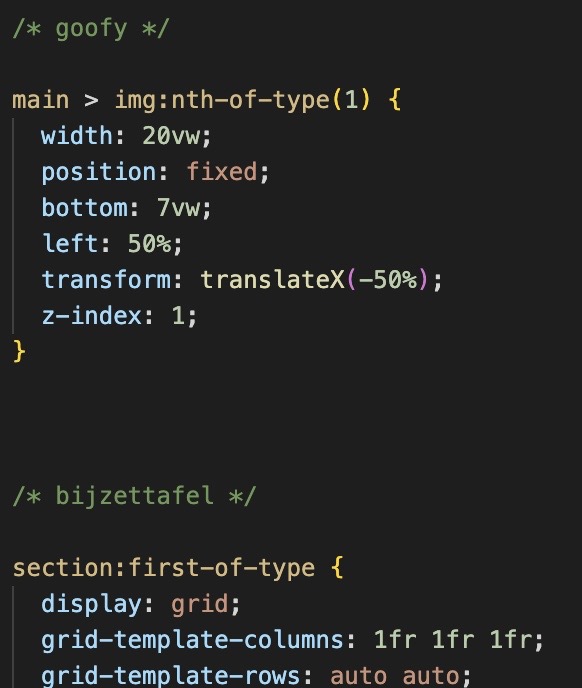 /* goofy */
main > img:nth-of-type(1) {
width: 20vw;
position: fixed;
bottom: 7vw;
left: 50%;
transform: translateX(-50%);
z-index: 1;
}
/* bijzettafel */
section:first-of-type {
display: grid;
grid-template-columns: 1fr 1fr 1fr;
grid-template-rows: auto auto;